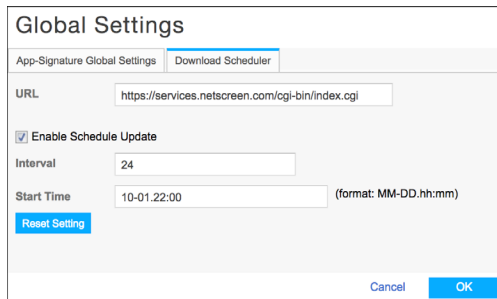 Global Settings
App-Signature Global Settings
Download Scheduler
URL
https://services.netscreen.com/cgi-bin/index.cgi
Enable Schedule Update
Interval
24
Start Time
10-01.22:00
(format: MM-DD.hh:mm)
Reset Setting
Cancel
OK